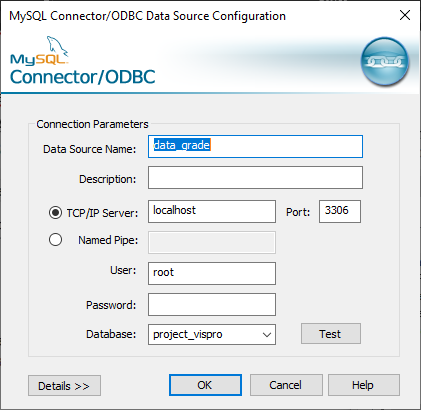 MySQL Connector/ODBC Data Source Configuration
MySQL
Connector/ODBC
Connection Parameters
Data Source Name: data_grade
Description:
TCP/IP Server: localhost Port: 3306
Named Pipe:
User: root
Password:
Database: project_vispro Test
Details >> OK Cancel Help